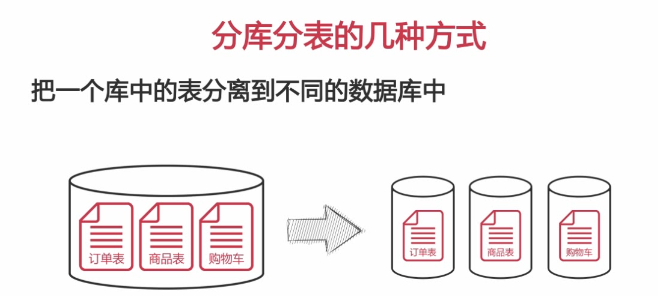 分库分表的几种方式
把一个库中的表分离到不同的数据库中
订单表 商品表 购物车 订单表 商品表 购物车